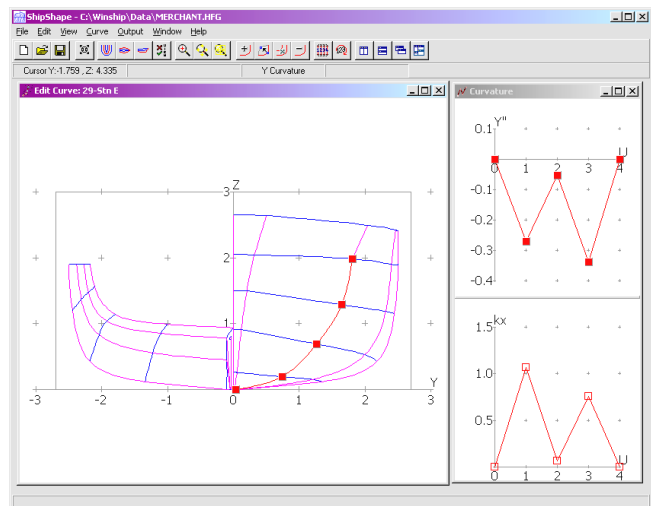 ShipShape - C:\Winship\Data\MERCHANT.HFG
File Edit View Curve Output Window Help
Cursor Y:-1.759 , Z: 4.335 Y Curvature
Edit Curve: 29-Stn E
Z
3
2
1
Y
-3 -2 -1 0 1 2 3
Curvature
Y''
0.1
U
0 1 2 3 4
-0.1
-0.2
-0.3
-0.4
kx
1.5
1.0
0.5
U
0 1 2 3 4